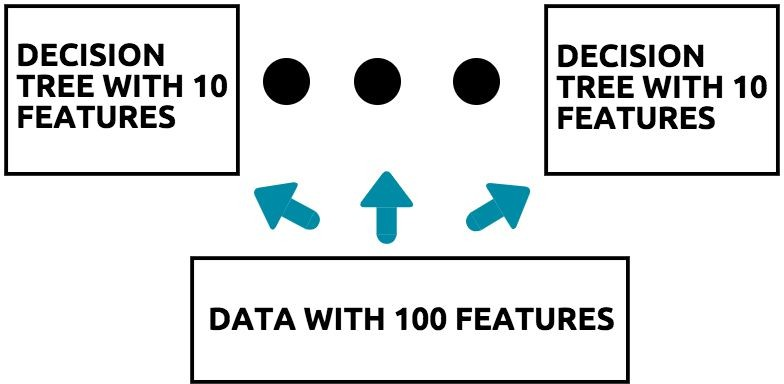 DECISION
TREE WITH 10
FEATURES
DECISION
TREE WITH 10
FEATURES
DATA WITH 100 FEATURES